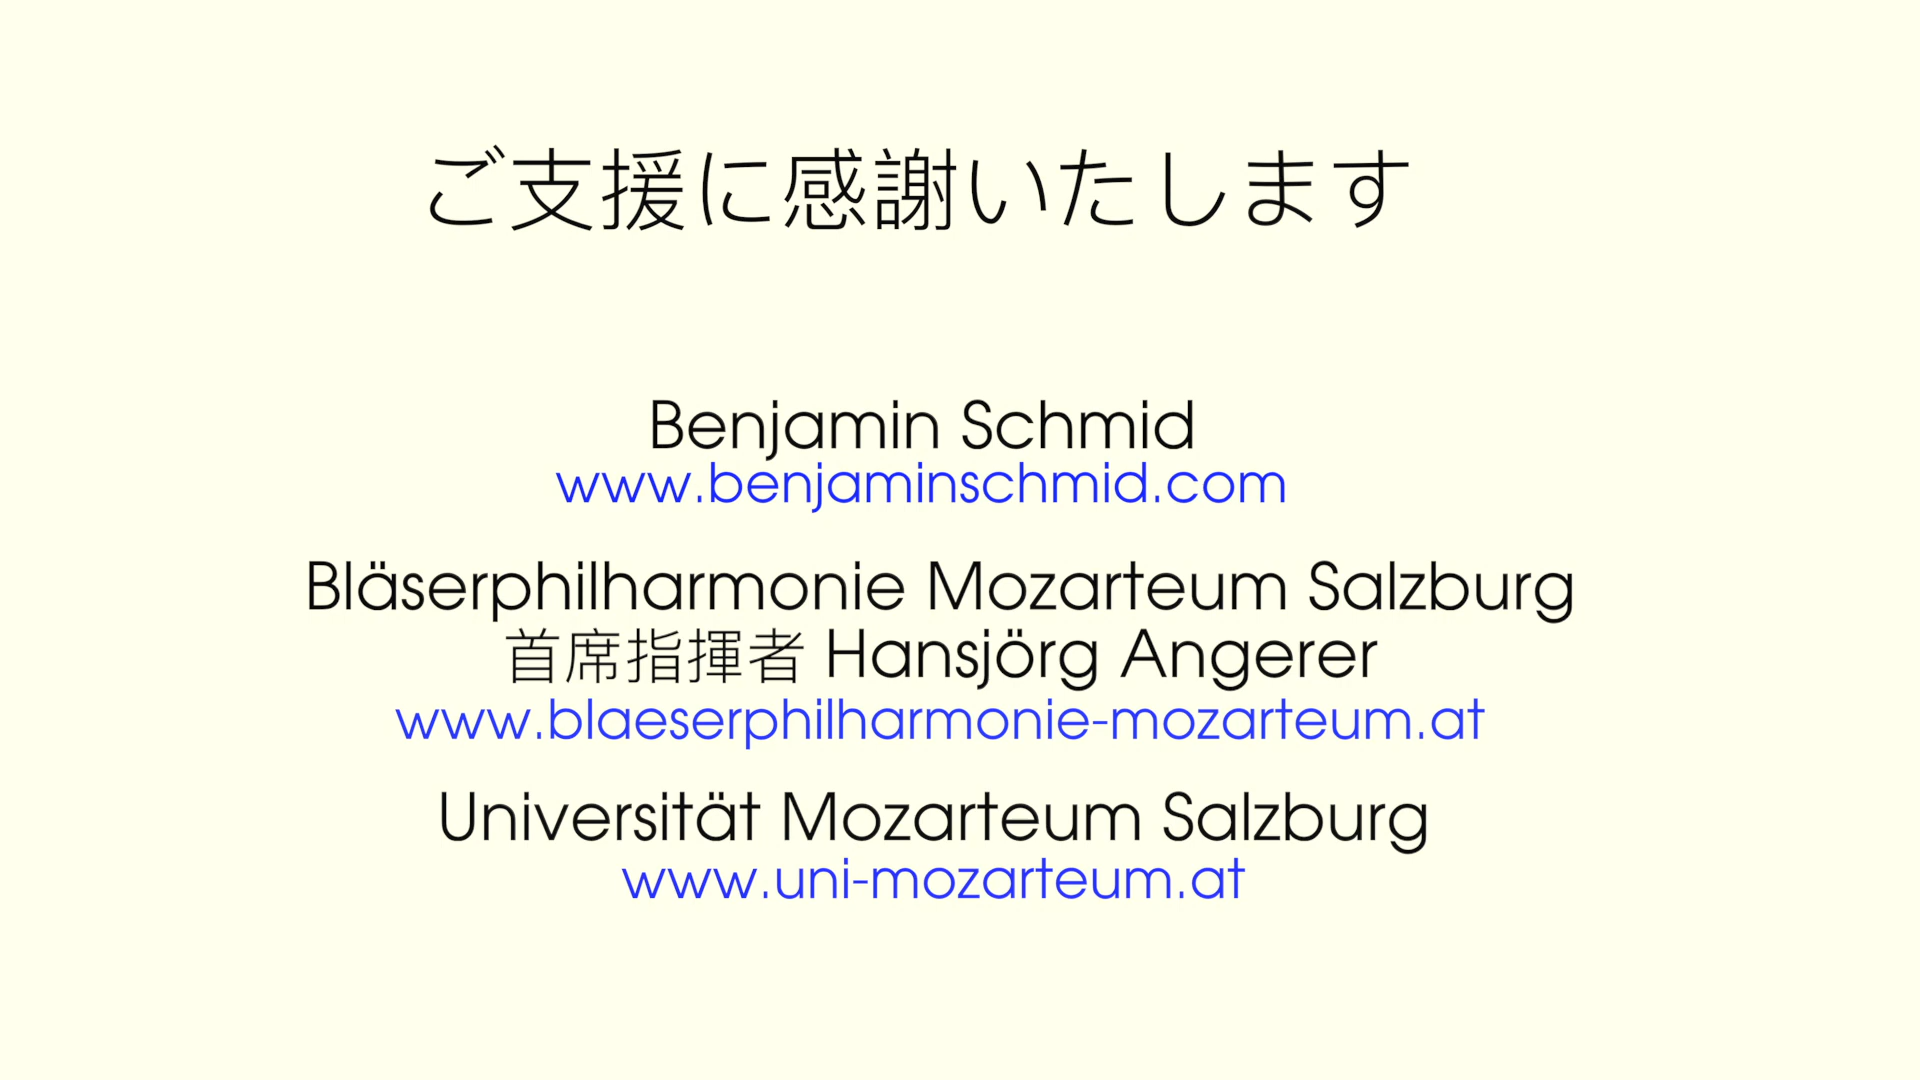 ご支援に感謝いたします
Benjamin Schmid
www.benjaminschmid.com
Bläserphilharmonie Mozarteum Salzburg
首席指揮者 Hansjörg Angerer
www.blaeserphilharmonie-mozarteum.at
Universität Mozarteum Salzburg
www.uni-mozarteum.at